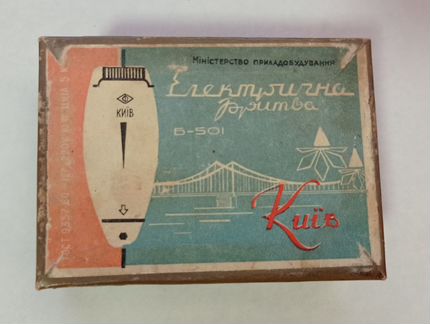 Міністерство приладобудування
Електрична
бритва
Б-501
КИЇВ
Київ